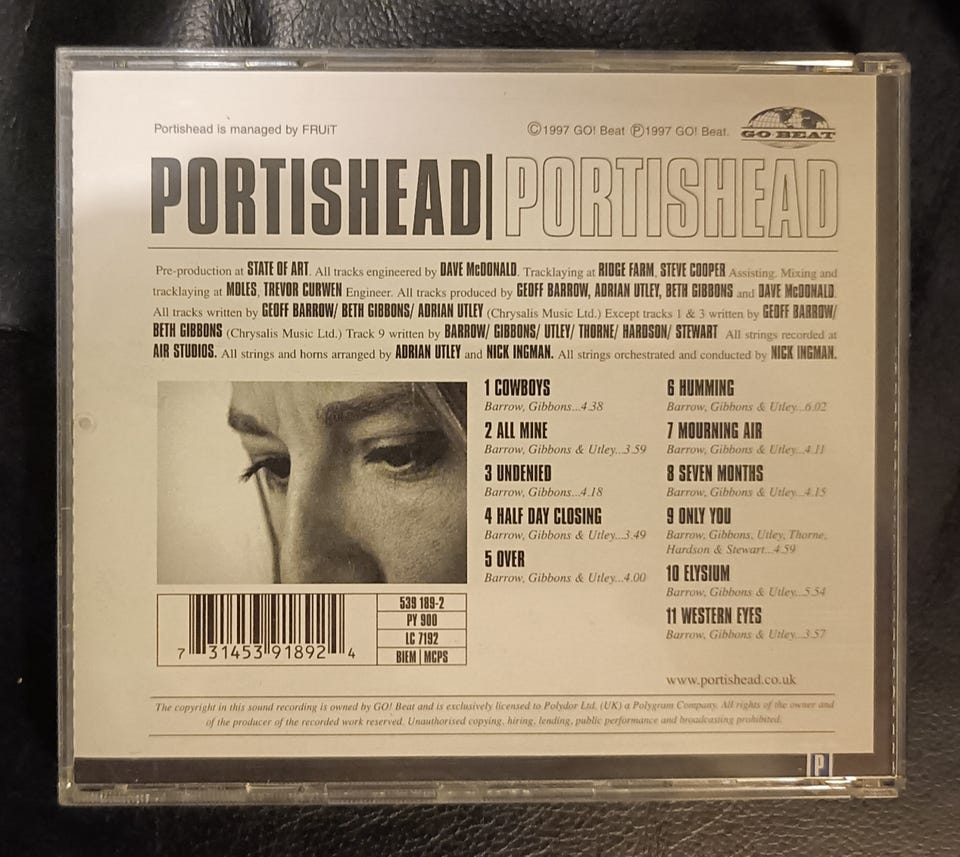 Portishead is managed by FRUiT
©1997 GO! Beat ℗1997 GO! Beat.
GO·BEAT
PORTISHEAD| PORTISHEAD
Pre-production at STATE OF ART. All tracks engineered by DAVE McDONALD. Tracklaying at RIDGE FARM, STEVE COOPER Assisting. Mixing and
tracklaying at MOLES, TREVOR CURWEN Engineer. All tracks produced by GEOFF BARROW, ADRIAN UTLEY, BETH GIBBONS and DAVE McDONALD.
All tracks written by GEOFF BARROW/ BETH GIBBONS/ ADRIAN UTLEY (Chrysalis Music Ltd.) Except tracks 1 & 3 written by GEOFF BARROW/
BETH GIBBONS (Chrysalis Music Ltd.) Track 9 written by BARROW/ GIBBONS/ UTLEY/ THORNE/ HARDSON/ STEWART All strings recorded at
AIR STUDIOS. All strings and horns arranged by ADRIAN UTLEY and NICK INGMAN. All strings orchestrated and conducted by NICK INGMAN.
1 COWBOYS
Barrow, Gibbons...4.38
2 ALL MINE
Barrow, Gibbons & Utley...3.59
3 UNDENIED
Barrow, Gibbons...4.18
4 HALF DAY CLOSING
Barrow, Gibbons & Utley...3.49
5 OVER
Barrow, Gibbons & Utley...4.00
6 HUMMING
Barrow, Gibbons & Utley...6.02
7 MOURNING AIR
Barrow, Gibbons & Utley...4.11
8 SEVEN MONTHS
Barrow, Gibbons & Utley...4.15
9 ONLY YOU
Barrow, Gibbons, Utley, Thorne,
Hardson & Stewart...4.59
10 ELYSIUM
Barrow, Gibbons & Utley...5.54
11 WESTERN EYES
Barrow, Gibbons & Utley...3.57
7 31453 91892 4
539 189-2
PY 900
LC 7192
BIEM | MCPS
www.portishead.co.uk
The copyright in this sound recording is owned by GO! Beat and is exclusively licensed to Polydor Ltd. (UK) a Polygram Company. All rights of the owner and
of the producer of the recorded work reserved. Unauthorised copying, hiring, lending, public performance and broadcasting prohibited.
P